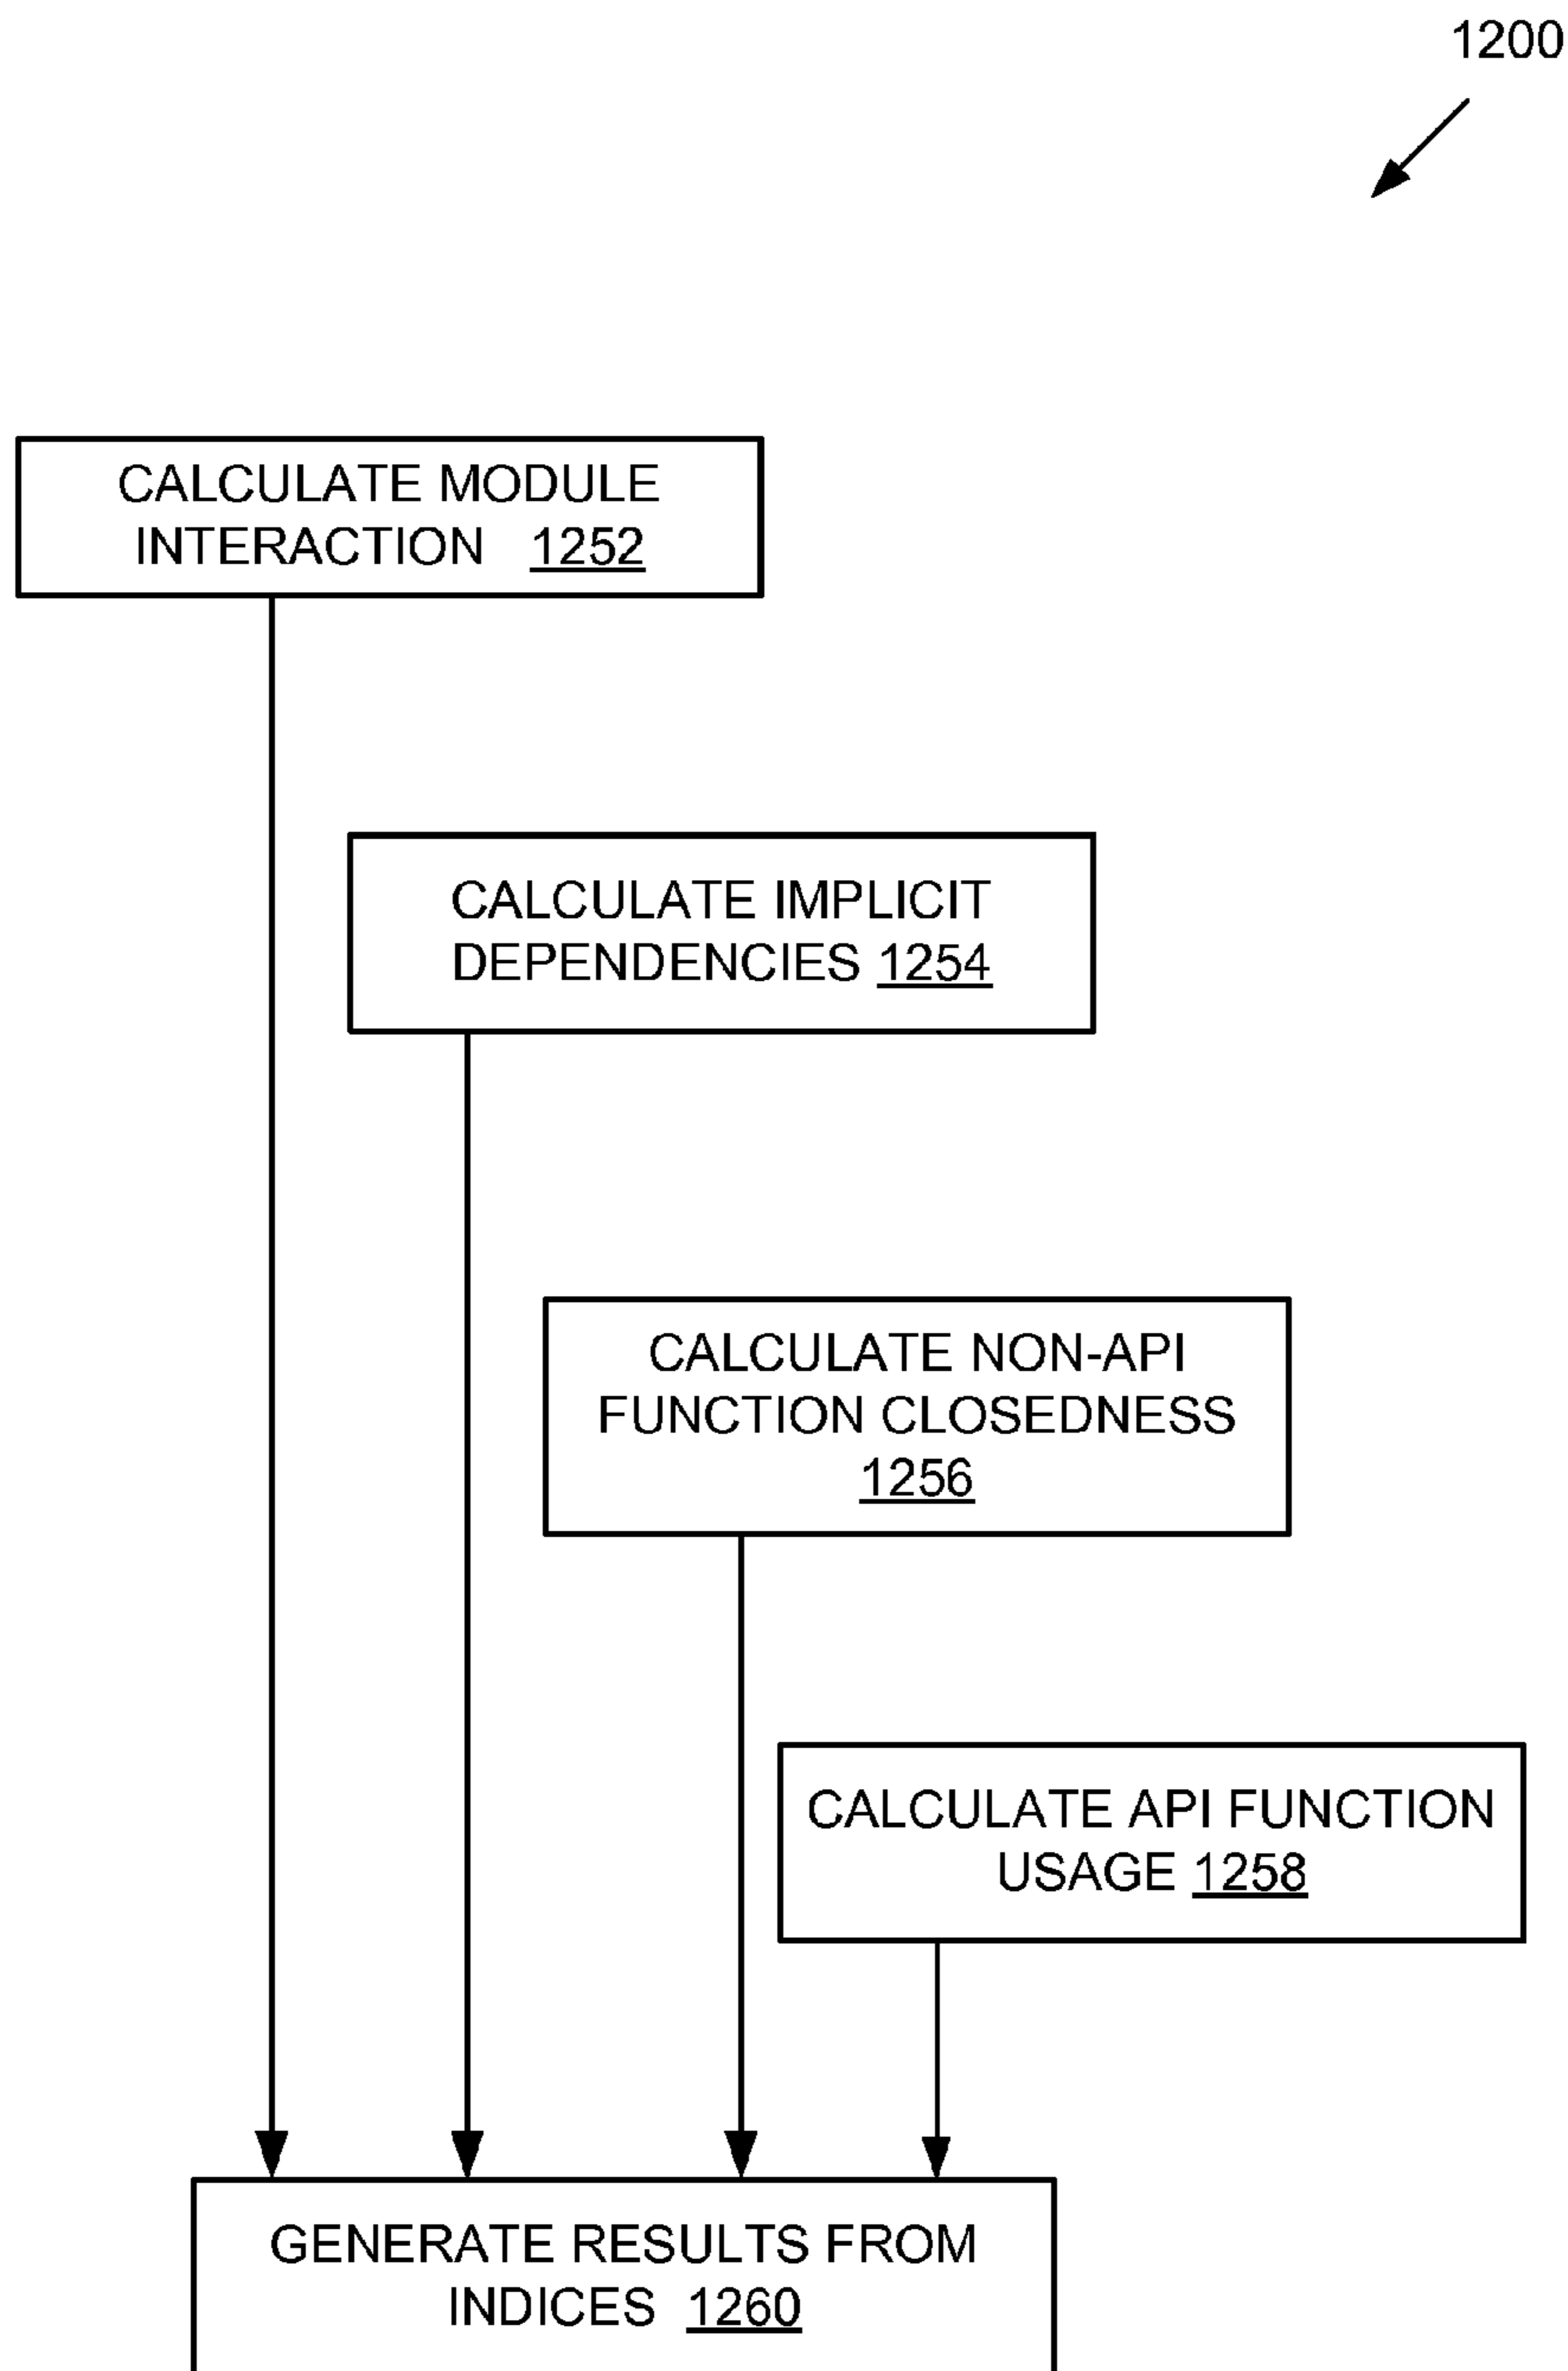 1200
CALCULATE MODULE
INTERACTION 1252
CALCULATE IMPLICIT
DEPENDENCIES 1254
CALCULATE NON-API
FUNCTION CLOSEDNESS
1256
CALCULATE API FUNCTION
USAGE 1258
GENERATE RESULTS FROM
INDICES 1260